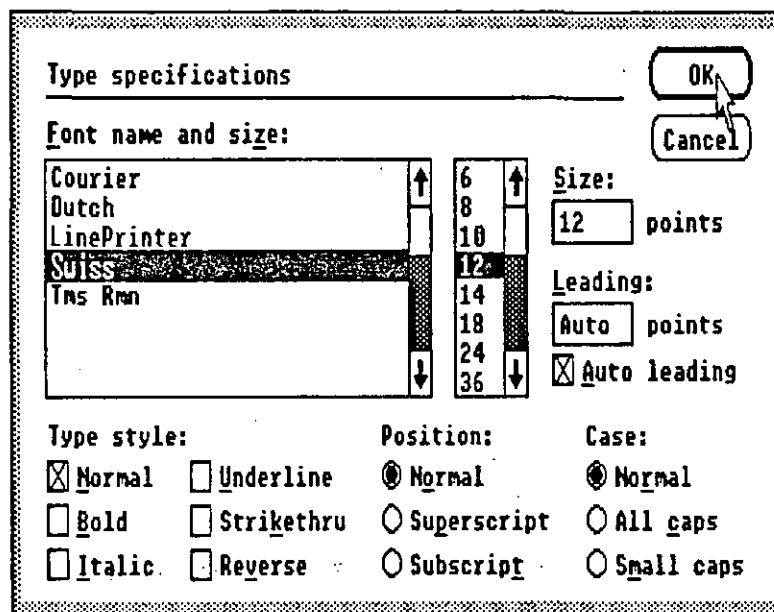 Type specifications
OK
Cancel
Font name and size:
Courier
Dutch
LinePrinter
Swiss
Tms Rmn
6
8
10
12
14
18
24
36
Size:
12 points
Leading:
Auto points
Auto leading
Type style:
Normal
Underline
Bold
Strikethru
Italic
Reverse
Position:
Normal
Superscript
Subscript
Case:
Normal
All caps
Small caps